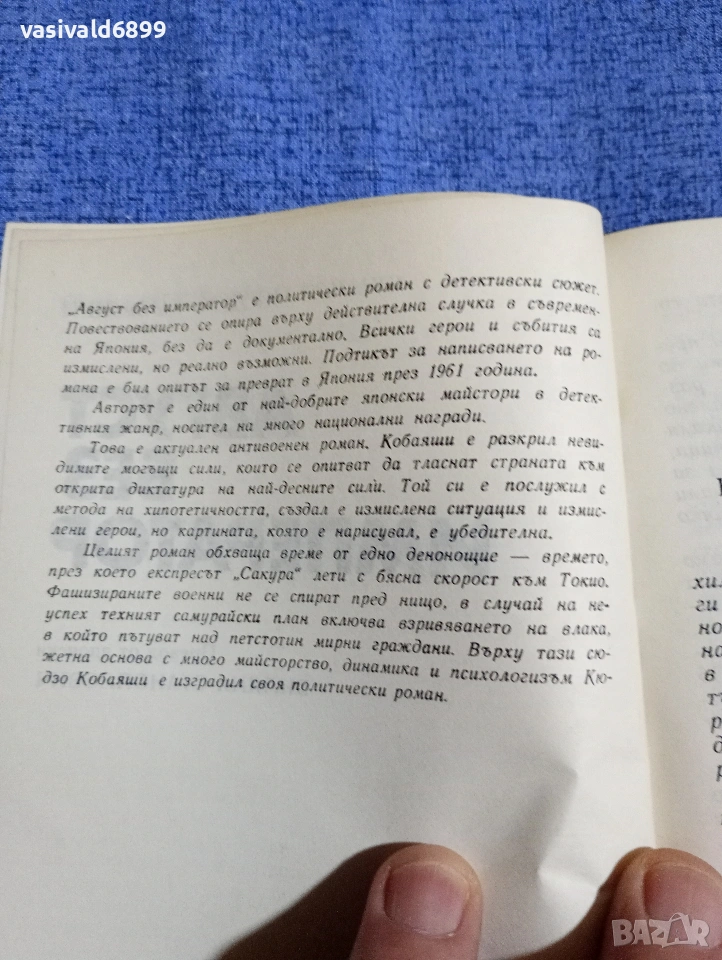 vasivald6899
„Август без император“ е политически роман с детективски сюжет.
Повествованието се опира върху действителна случка в съвремен-
на Япония, без да е документално. Всички герои и събития са
измислени, но реално възможни. Подтикът за написването на ро-
мана е бил опитът за преврат в Япония през 1961 година.
Авторът е един от най-добрите японски майстори в детек-
тивния жанр, носител на много национални награди.
Това е актуален антивоенен роман. Кобаяши е разкрил неви-
димите могъщи сили, които се опитват да тласнат страната към
открита диктатура на най-десните сили. Той си е послужил с
метода на хипотетичността, създал е измислена ситуация и измис-
лени герои, но картината, която е нарисувал, е убедителна.
Целият роман обхваща време от едно денонощие — времето,
през което експресът „Сакура“ лети с бясна скорост към Токио.
Фашизираните военни не се спират пред нищо, в случай на не-
успех техният самурайски план включва взривяването на влака,
в който пътуват над петстотин мирни граждани. Върху тази сю-
жетна основа с много майсторство, динамика и психологизъм Кю-
дзо Кобаяши е изградил своя политически роман.
хил
ги
но
на
в
т
р
д
р
BAZAR